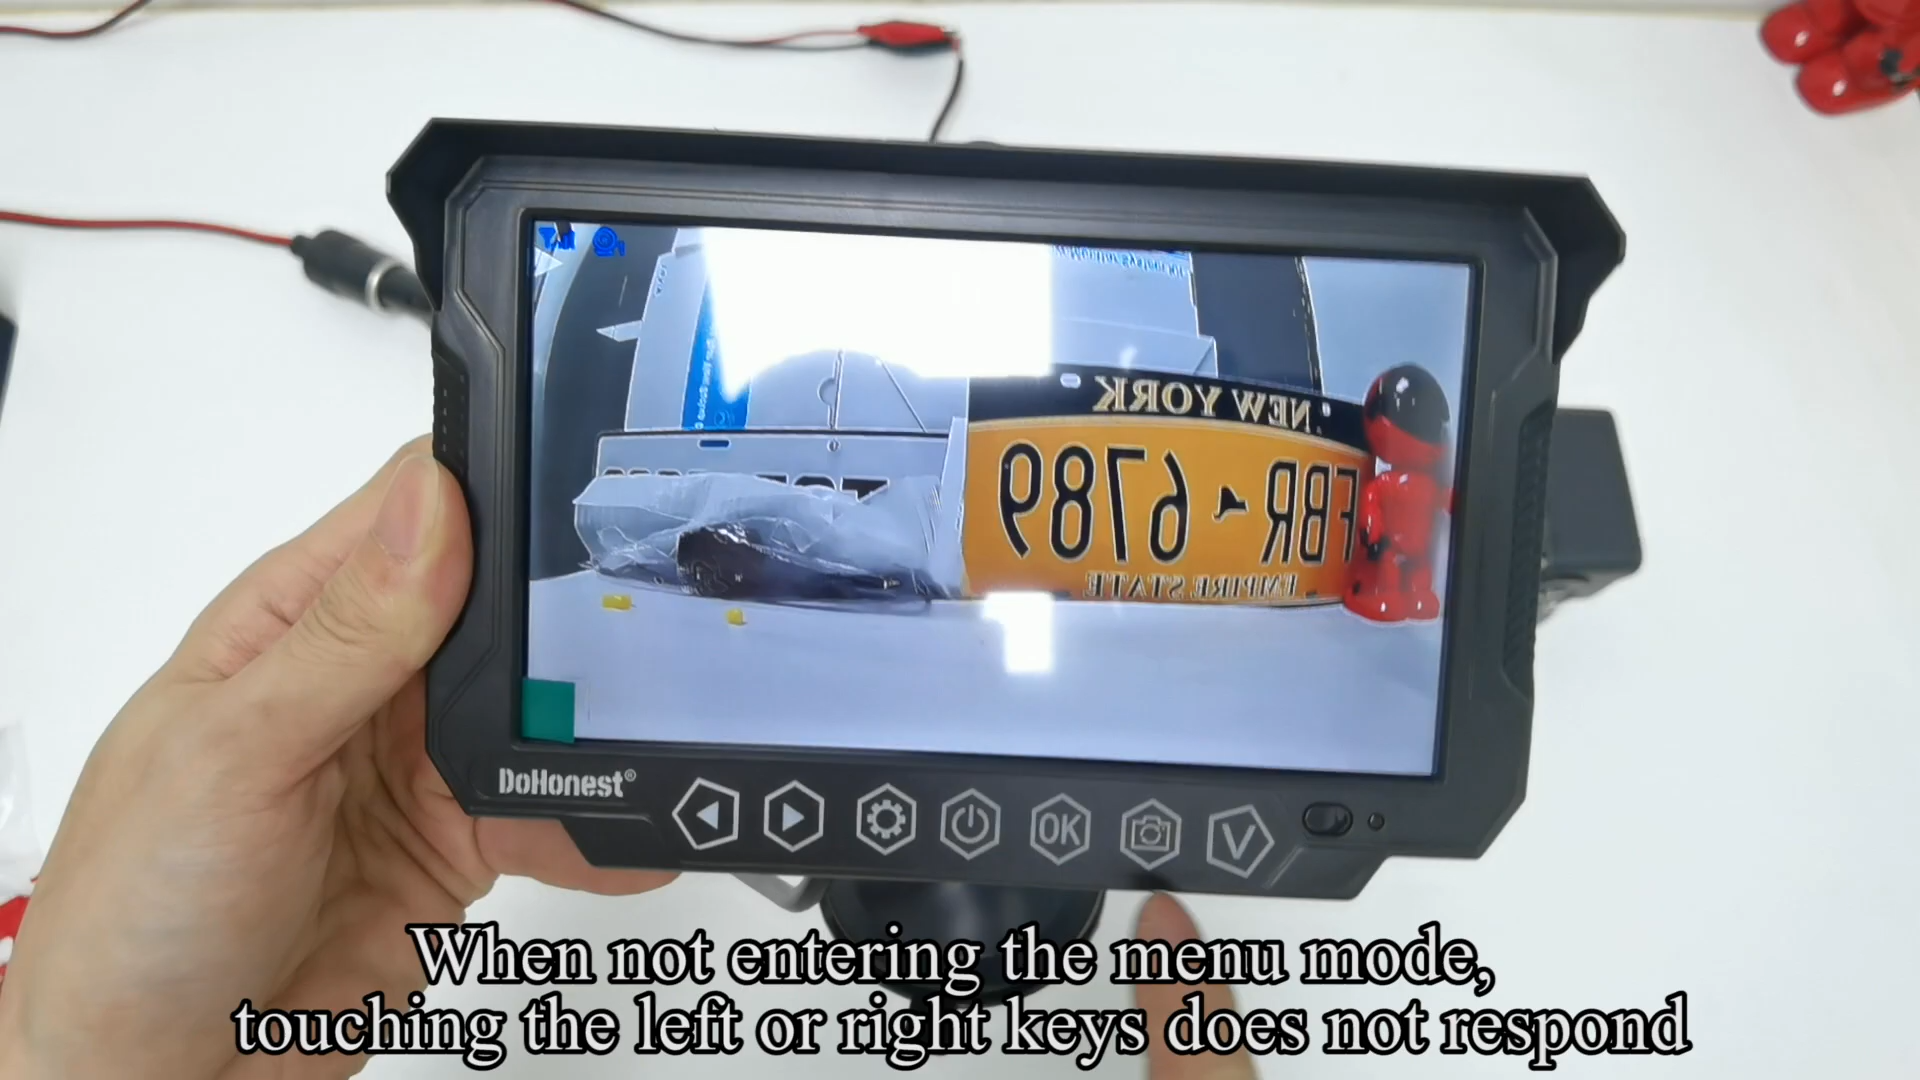 NEW YORK
FBR 6789
EMPIRE STATE
DoHonest®
OK
V
When not entering the menu mode,
touching the left or right keys does not respond